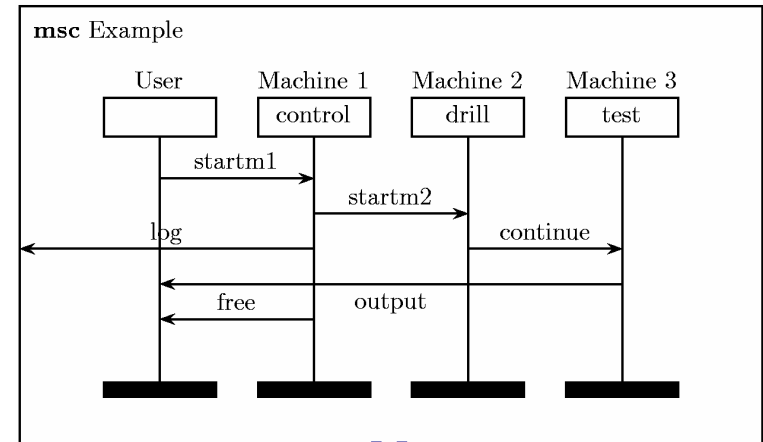 msc Example
User Machine 1 Machine 2 Machine 3
control drill test
startm1
startm2
log continue
free output